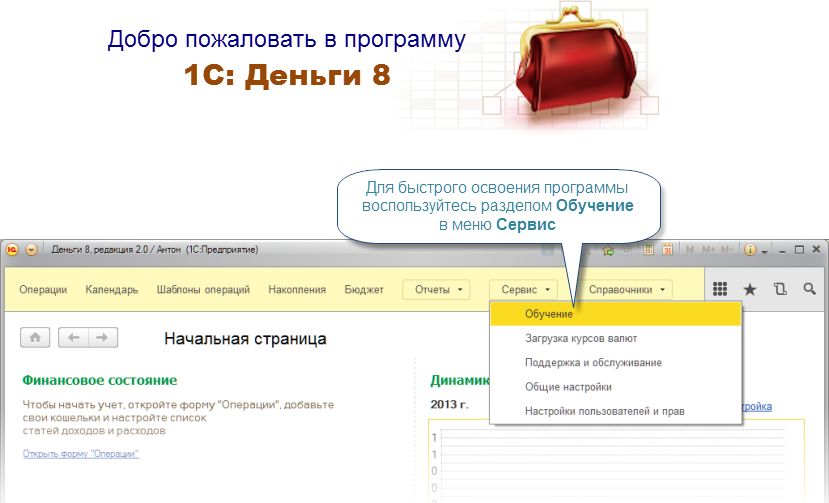 Добро пожаловать в программу
1С: Деньги 8
Для быстрого освоения программы
воспользуйтесь разделом Обучение
в меню Сервис
Деньги 8, редакция 2.0 / Антон (1С:Предприятие)
M M+ M-
Операции Календарь Шаблоны операций Накопления Бюджет Отчеты Сервис Справочники
Обучение
Загрузка курсов валют
Поддержка и обслуживание
Общие настройки
Настройки пользователей и прав
Начальная страница
Финансовое состояние
Чтобы начать учет, откройте форму "Операции", добавьте
свои кошельки и настройте список
статей доходов и расходов
Открыть форму "Операции"
Динамик
2013 г. тройка
1
1
0
0
0